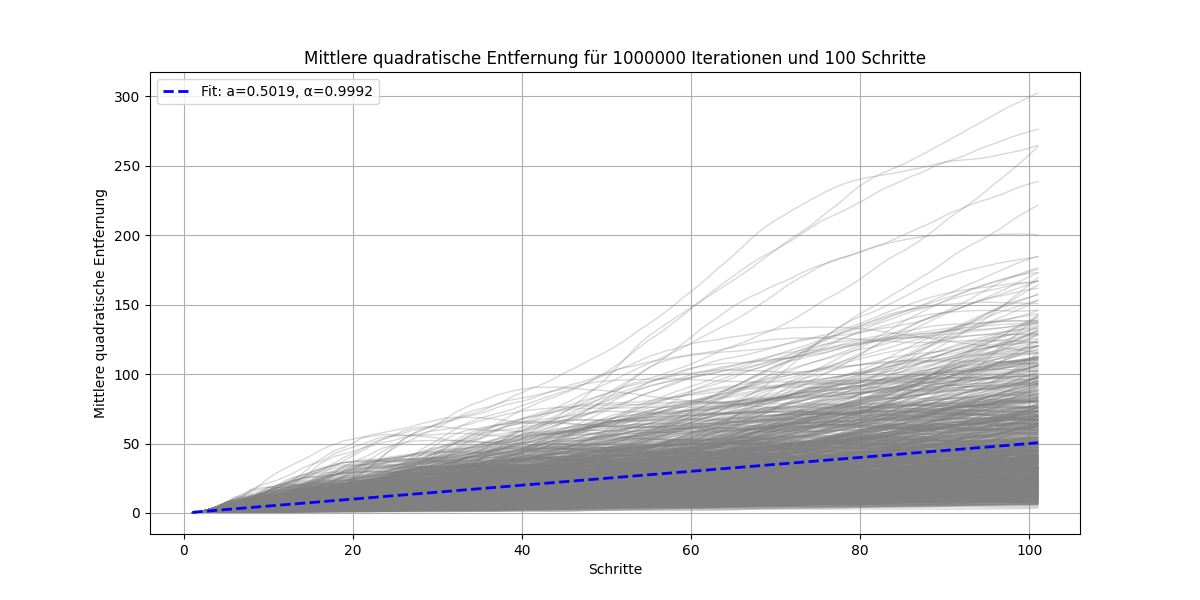 Mittlere quadratische Entfernung für 1000000 Iterationen und 100 Schritte
Fit: a=0.5019, α=0.9992
300
250
200
150
100
50
0
Mittlere quadratische Entfernung
0 20 40 60 80 100
Schritte